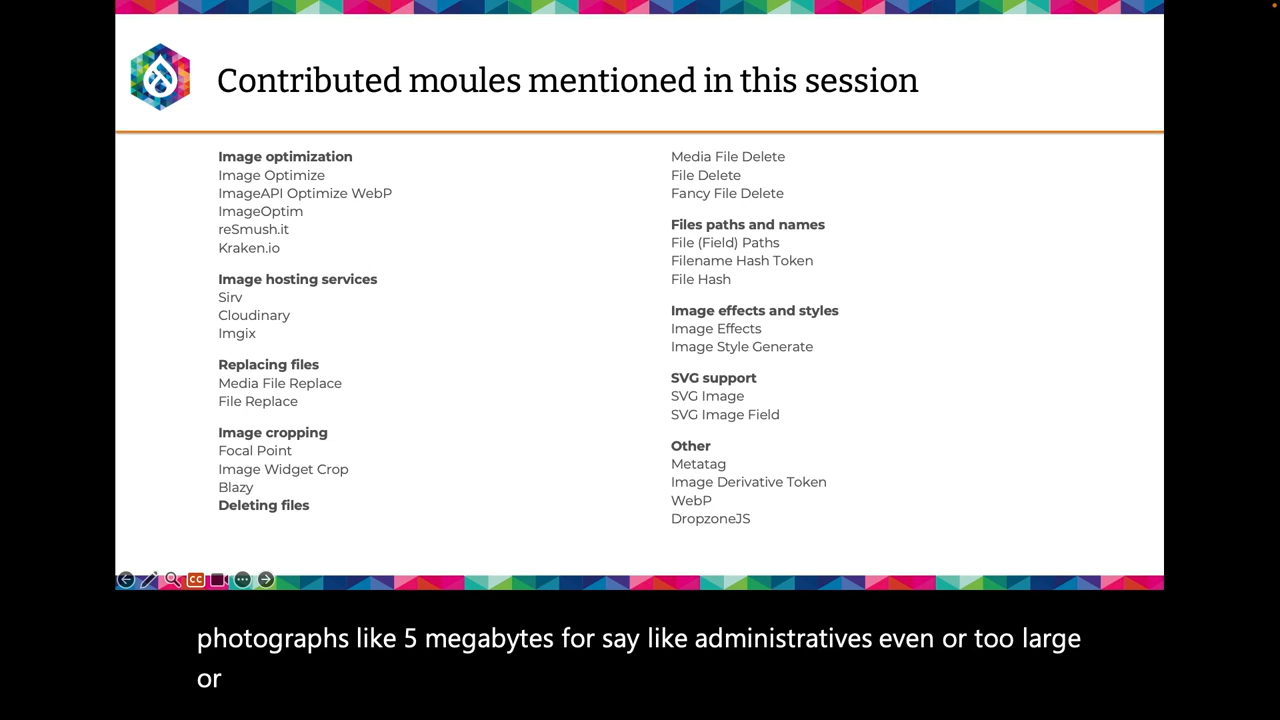 Contributed moules mentioned in this session
Image optimization
Image Optimize
ImageAPI Optimize WebP
ImageOptim
reSmush.it
Kraken.io
Image hosting services
Sirv
Cloudinary
Imgix
Replacing files
Media File Replace
File Replace
Image cropping
Focal Point
Image Widget Crop
Blazy
Deleting files
Media File Delete
File Delete
Fancy File Delete
Files paths and names
File (Field) Paths
Filename Hash Token
File Hash
Image effects and styles
Image Effects
Image Style Generate
SVG support
SVG Image
SVG Image Field
Other
Metatag
Image Derivative Token
WebP
DropzoneJS
CC
photographs like 5 megabytes for say like administratives even or too large
or